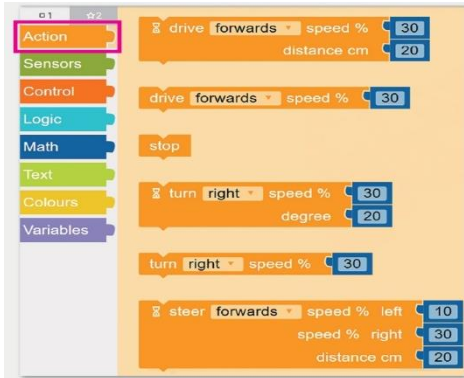 1 2
Action
Sensors
Control
Logic
Math
Text
Colours
Variables
drive forwards speed % 30
distance cm 20
drive forwards speed % 30
stop
turn right speed % 30
degree 20
turn right speed % 30
steer forwards speed % left 10
speed % right 30
distance cm 20